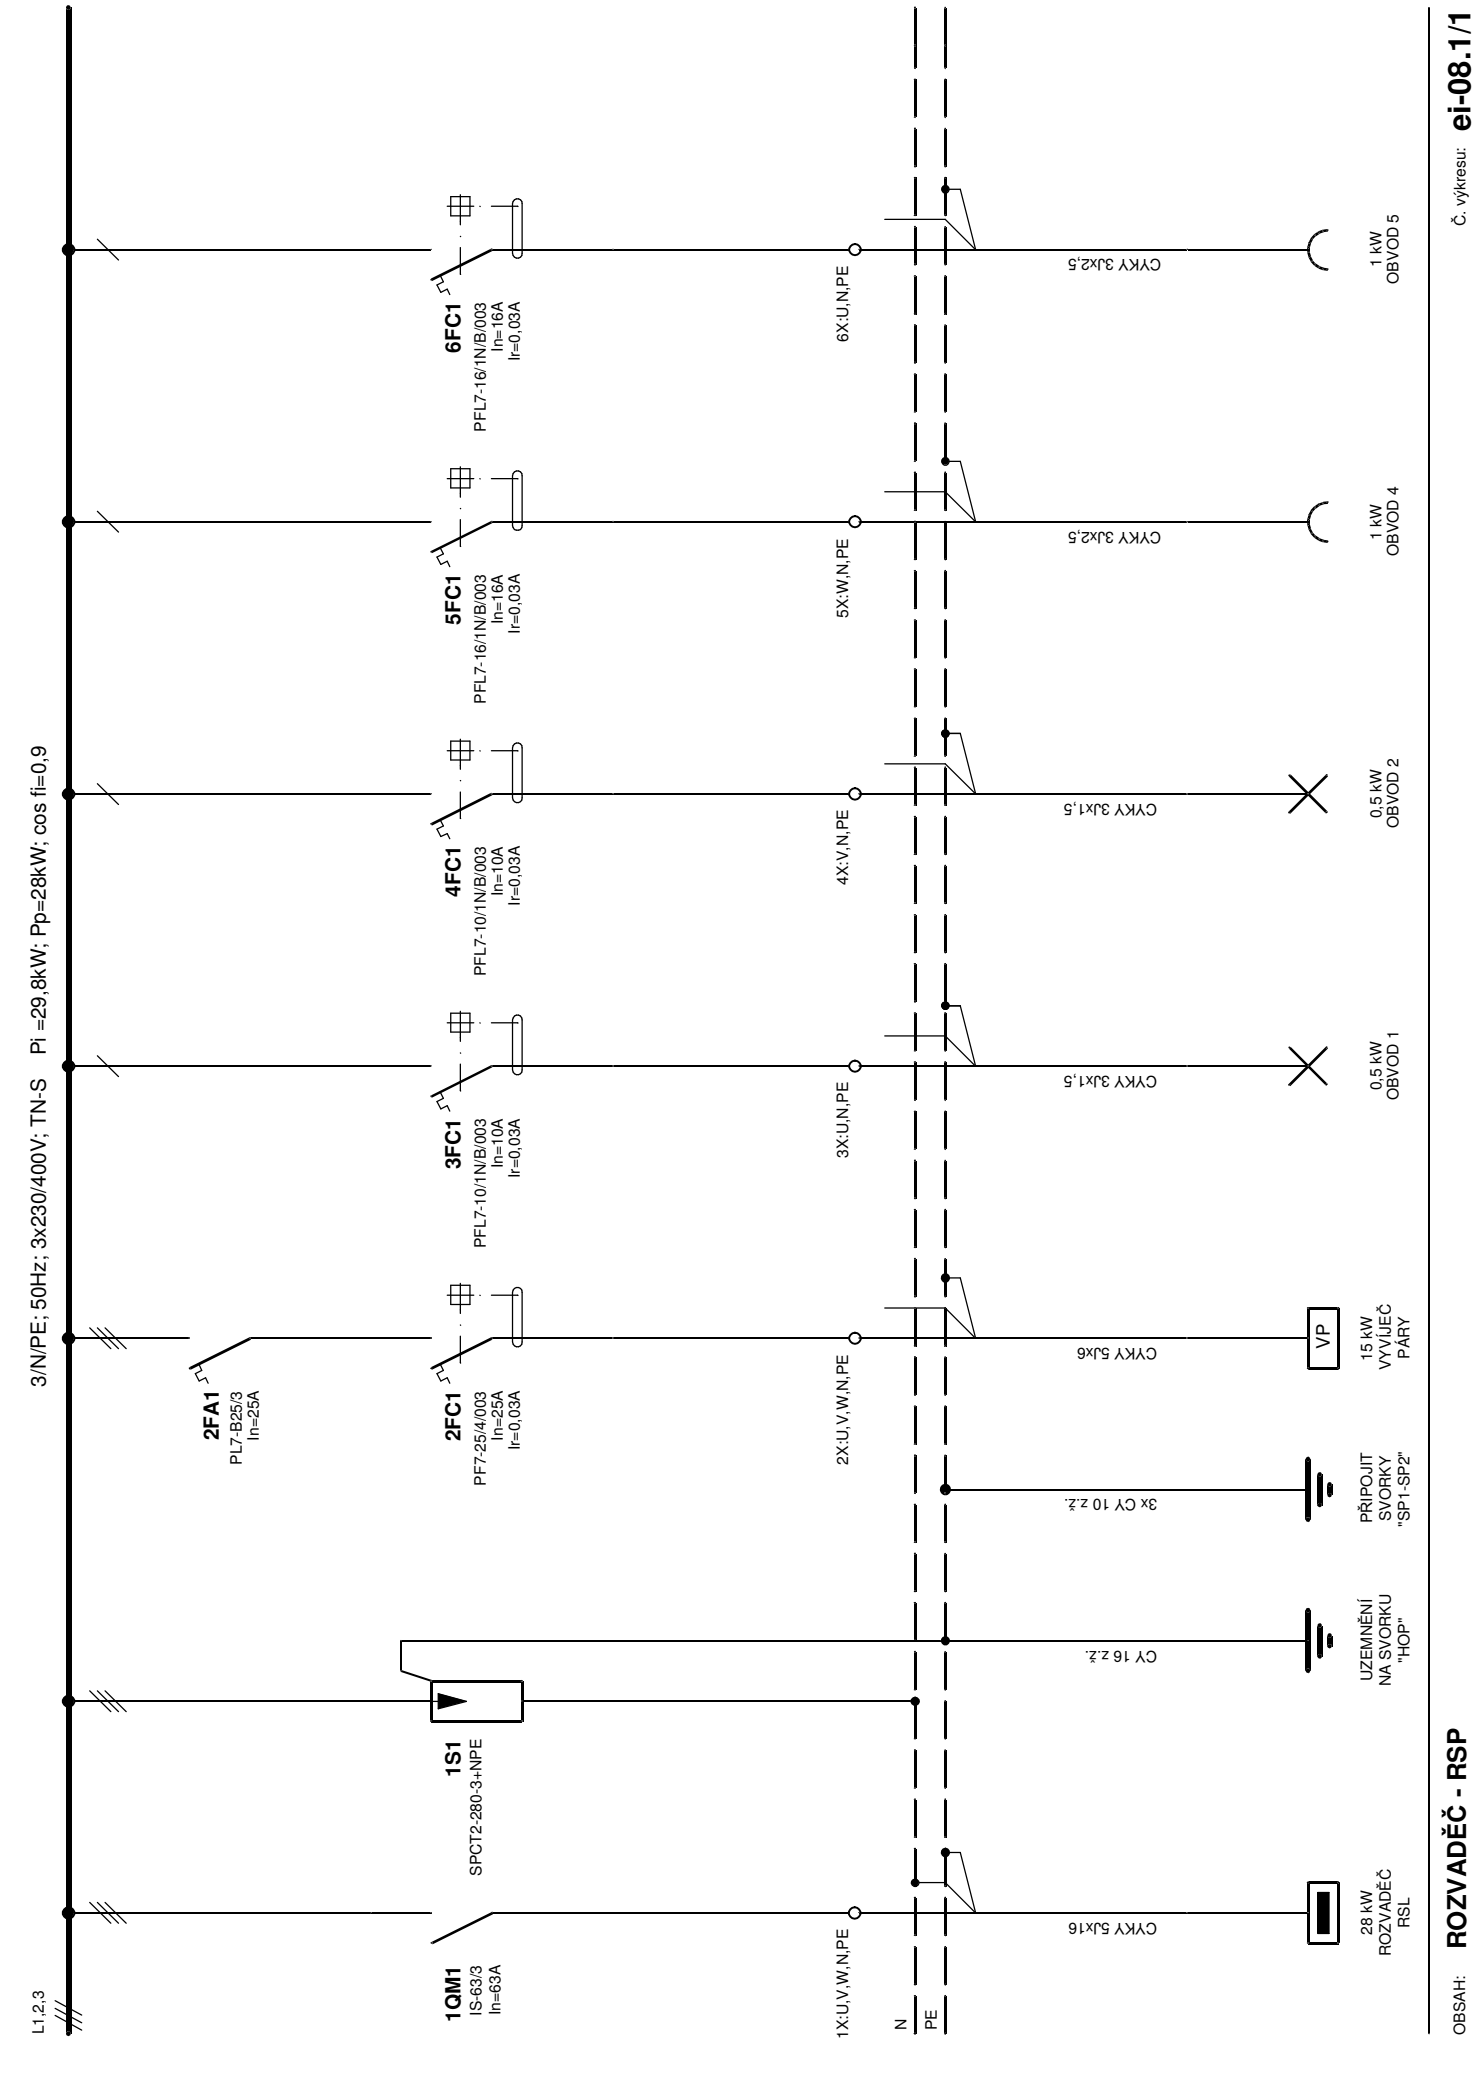 3/N/PE; 50Hz; 3x230/400V; TN-S Pi =29,8kW; Pp=28kW; cos fi=0,9
L1,2,3
1QM1
IS-63/3
In=63A
1S1
SPCT2-280-3+NPE
2FA1
PL7-B25/3
In=25A
2FC1
PF7-25/4/003
In=25A
Ir=0,03A
3FC1
PFL7-10/1N/B/003
In=10A
Ir=0,03A
4FC1
PFL7-10/1N/B/003
In=10A
Ir=0,03A
5FC1
PFL7-16/1N/B/003
In=16A
Ir=0,03A
6FC1
PFL7-16/1N/B/003
In=16A
Ir=0,03A
1X:U,V,W,N,PE
2X:U,V,W,N,PE
3X:U,N,PE
4X:V,N,PE
5X:W,N,PE
6X:U,N,PE
N
PE
CYKY 5Jx16
CY 16 z.ž.
3x CY 10 z.ž.
CYKY 5Jx6
CYKY 3Jx1,5
CYKY 3Jx1,5
CYKY 3Jx2,5
CYKY 3Jx2,5
28 kW
ROZVADĚČ
RSL
UZEMNĚNÍ
NA SVORKU
"HOP"
PŘIPOJIT
SVORKY
"SP1-SP2"
VP
15 kW
VYVÍJEČ
PÁRY
0,5 kW
OBVOD 1
0,5 kW
OBVOD 2
1 kW
OBVOD 4
1 kW
OBVOD 5
OBSAH: ROZVADĚČ - RSP
Č. výkresu: ei-08.1/1